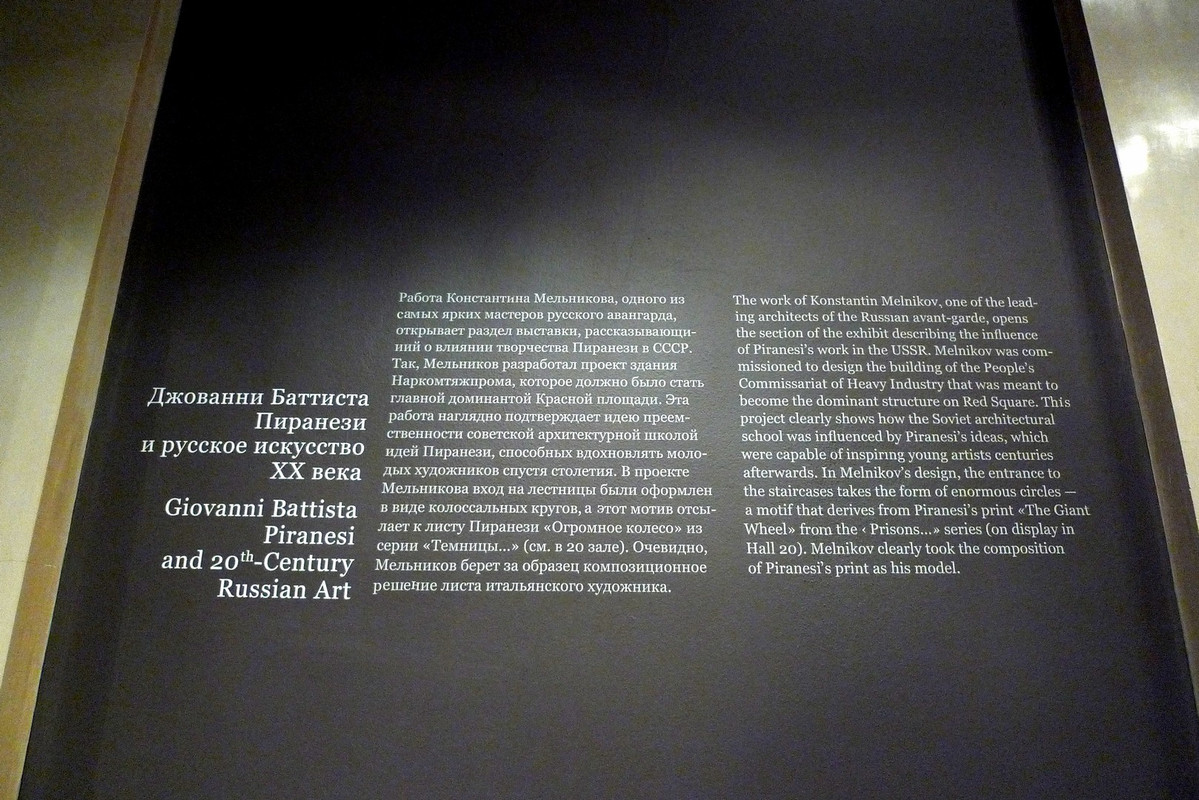 Джованни Баттиста
Пиранези
и русское искусство
XX века
Giovanni Battista
Piranesi
and 20th-Century
Russian Art
Работа Константина Мельникова, одного из
самых ярких мастеров русского авангарда,
открывает раздел выставки, рассказывающи-
ий о влиянии творчества Пиранези в СССР.
Так, Мельников разработал проект здания
Наркомтяжпрома, которое должно было стать
главной доминантой Красной площади. Эта
работа наглядно подтверждает идею преем-
ственности советской архитектурной школой
идей Пиранези, способных вдохновлять моло-
дых художников спустя столетия. В проекте
Мельникова вход на лестницы были оформлен
в виде колоссальных кругов, а этот мотив отсы-
лает к листу Пиранези «Огромное колесо» из
серии «Темницы...» (см. в 20 зале). Очевидно,
Мельников берет за образец композиционное
решение листа итальянского художника.
The work of Konstantin Melnikov, one of the lead-
ing architects of the Russian avant-garde, opens
the section of the exhibit describing the influence
of Piranesi's work in the USSR. Melnikov was com-
missioned to design the building of the People's
Commissariat of Heavy Industry that was meant to
become the dominant structure on Red Square. This
project clearly shows how the Soviet architectural
school was influenced by Piranesi's ideas, which
were capable of inspiring young artists centuries
afterwards. In Melnikov's design, the entrance to
the staircases takes the form of enormous circles —
a motif that derives from Piranesi's print «The Giant
Wheel» from the ‹ Prisons...» series (on display in
Hall 20). Melnikov clearly took the composition
of Piranesi's print as his model.